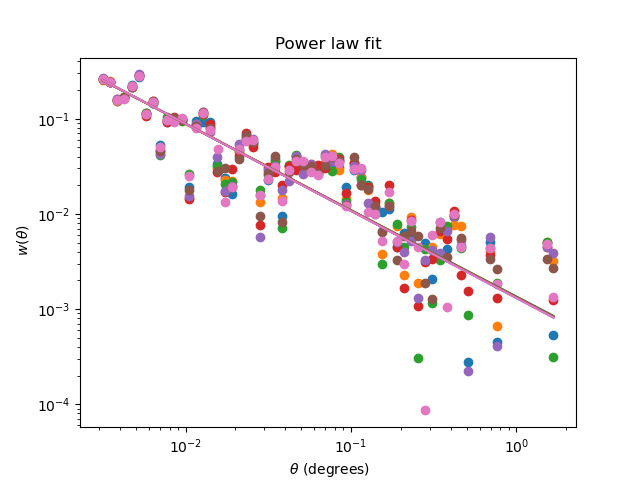 Power law fit
w(θ)
10⁻¹
10⁻²
10⁻³
10⁻⁴
10⁻² 10⁻¹ 10⁰
θ (degrees)